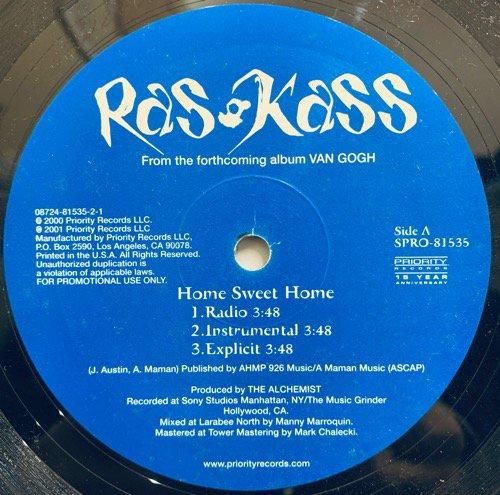 Ras Kass
From the forthcoming album VAN GOGH
08724-81535-2-1
℗ 2000 Priority Records LLC.
© 2001 Priority Records LLC.
Manufactured by Priority Records LLC.
P.O. Box 2590, Los Angeles, CA 90078.
Printed in the U.S.A. All Rights Reserved.
Unauthorized duplication is
a violation of applicable laws.
FOR PROMOTIONAL USE ONLY.
Side A
SPRO-81535
PRIORITY
RECORDS
15 YEAR
ANNIVERSARY
Home Sweet Home
1.Radio 3:48
2.Instrumental 3:48
3.Explicit 3:48
(J. Austin, A. Maman) Published by AHMP 926 Music/A Maman Music (ASCAP)
Produced by THE ALCHEMIST
Recorded at Sony Studios Manhattan, NY/The Music Grinder
Hollywood, CA.
Mixed at Larabee North by Manny Marroquin.
Mastered at Tower Mastering by Mark Chalecki.
www.priorityrecords.com